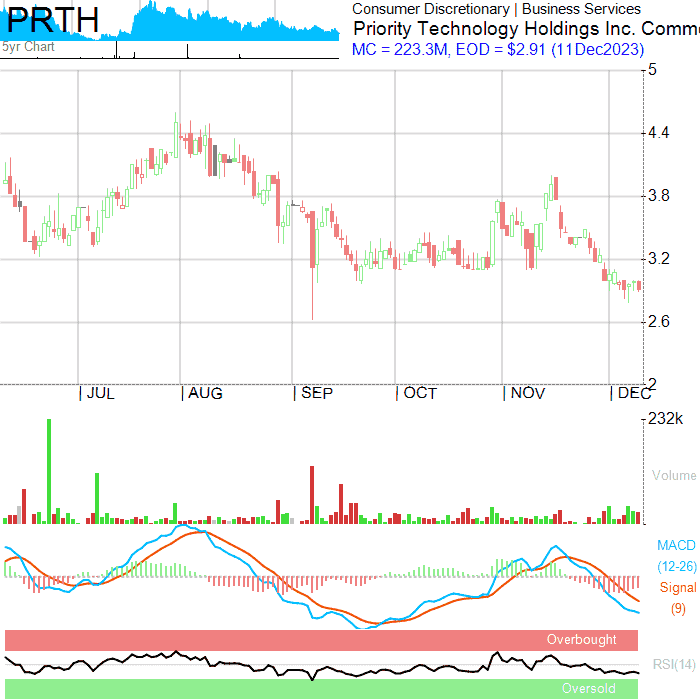 PRTH
5yr Chart
Consumer Discretionary | Business Services
Priority Technology Holdings Inc. Comm
MC = 223.3M, EOD = $2.91 (11Dec2023)
5
4.4
3.8
3.2
2.6
2
| JUL | AUG | SEP | OCT | NOV | DEC
232k
Volume
MACD
(12-26)
Signal
(9)
Overbought
RSI(14)
Oversold